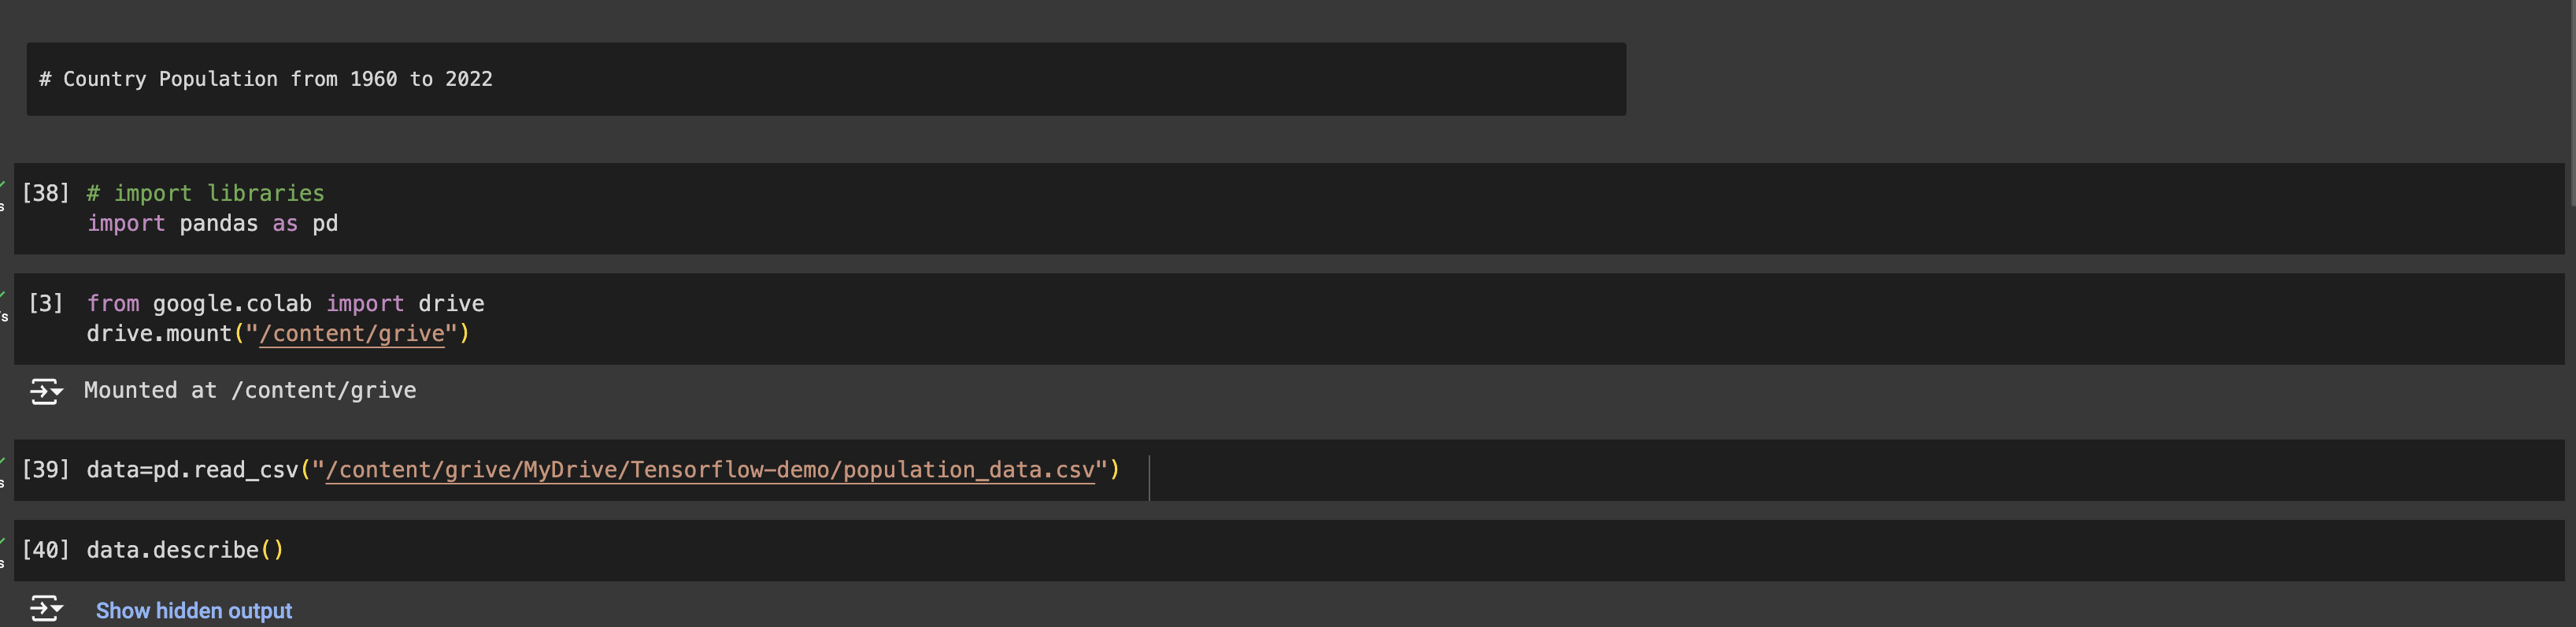 # Country Population from 1960 to 2022
[38] # import libraries
import pandas as pd
s
[3] from google.colab import drive
s
drive.mount("/content/grive")
Mounted at /content/grive
[39] data=pd.read_csv("/content/grive/MyDrive/Tensorflow-demo/population_data.csv")
s
[40] data.describe()
s
Show hidden output